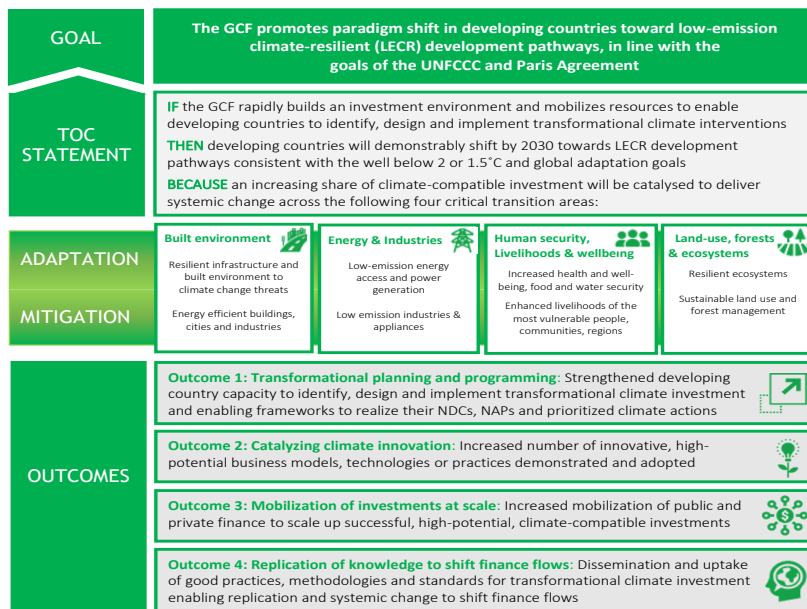 GOAL
The GCF promotes paradigm shift in developing countries toward low-emission
climate-resilient (LECR) development pathways, in line with the
goals of the UNFCCC and Paris Agreement
TOC
STATEMENT
IF the GCF rapidly builds an investment environment and mobilizes resources to enable
developing countries to identify, design and implement transformational climate interventions
THEN developing countries will demonstrably shift by 2030 towards LECR development
pathways consistent with the well below 2 or 1.5˚C and global adaptation goals
BECAUSE an increasing share of climate-compatible investment will be catalysed to deliver
systemic change across the following four critical transition areas:
ADAPTATION
MITIGATION
Built environment
Resilient infrastructure and
built environment to
climate change threats
Energy efficient buildings,
cities and industries
Energy & Industries
Low-emission energy
access and power
generation
Low emission industries &
appliances
Human security,
Livelihoods & wellbeing
Increased health and well-
being, food and water security
Enhanced livelihoods of the
most vulnerable people,
communities, regions
Land-use, forests
& ecosystems
Resilient ecosystems
Sustainable land use and
forest management
OUTCOMES
Outcome 1: Transformational planning and programming: Strengthened developing
country capacity to identify, design and implement transformational climate investment
and enabling frameworks to realize their NDCs, NAPs and prioritized climate actions
Outcome 2: Catalyzing climate innovation: Increased number of innovative, high-
potential business models, technologies or practices demonstrated and adopted
Outcome 3: Mobilization of investments at scale: Increased mobilization of public and
private finance to scale up successful, high-potential, climate-compatible investments
Outcome 4: Replication of knowledge to shift finance flows: Dissemination and uptake
of good practices, methodologies and standards for transformational climate investment
enabling replication and systemic change to shift finance flows